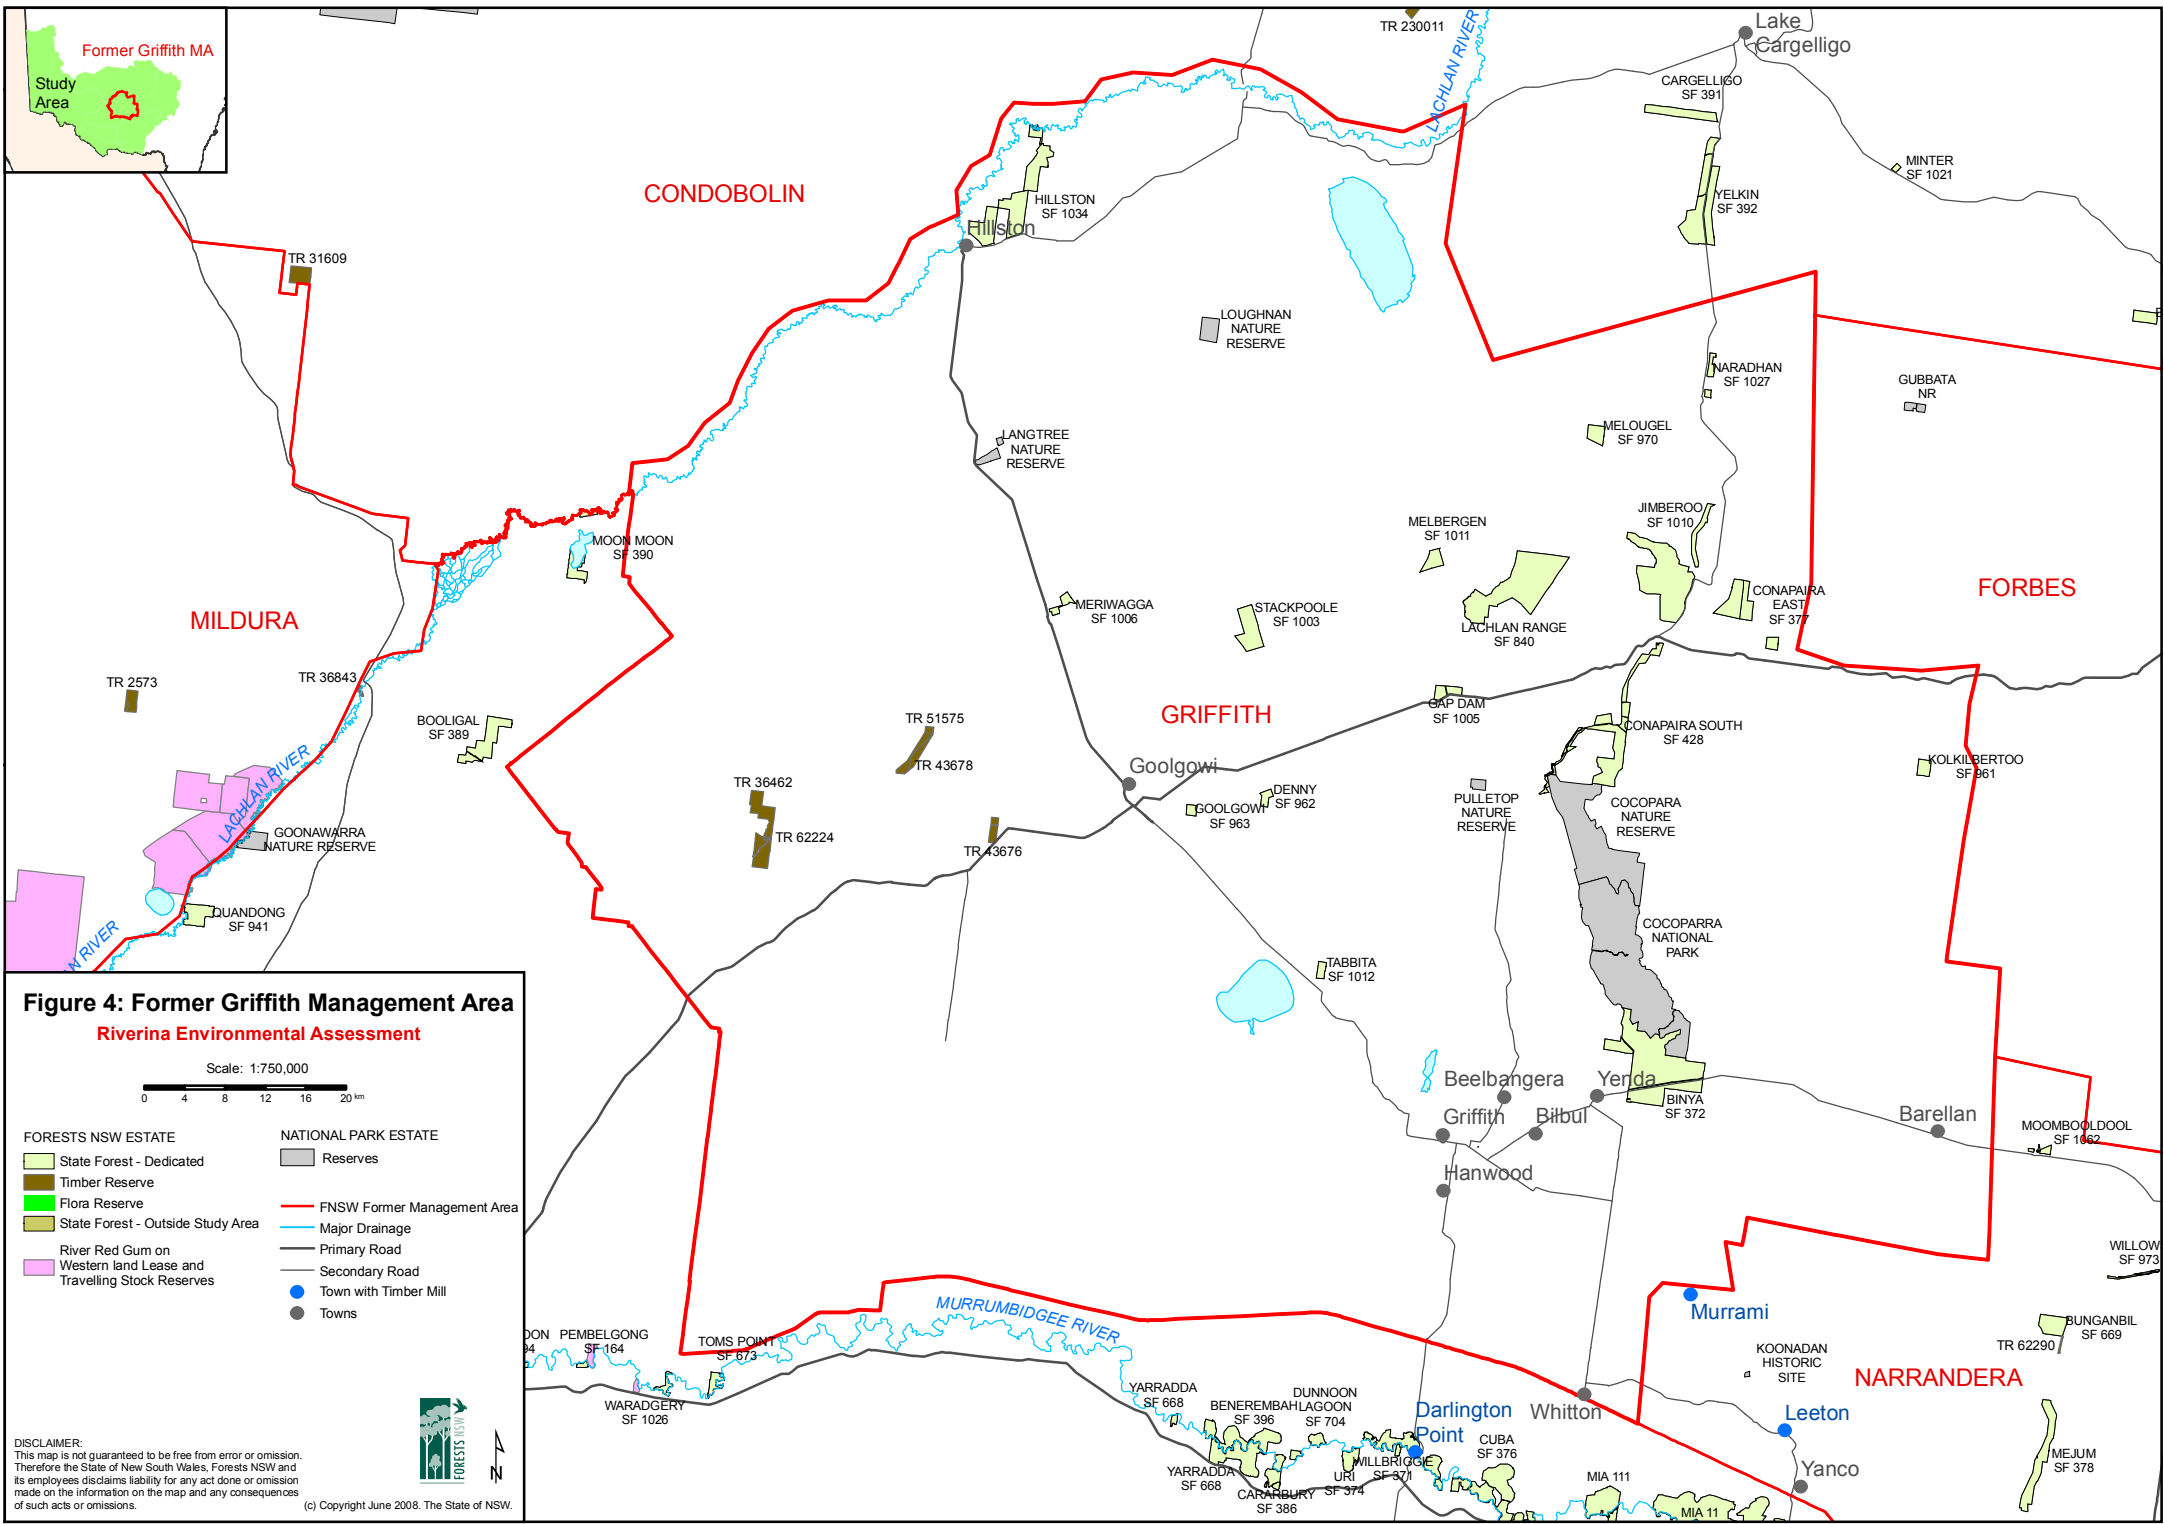 Former Griffith MA
Study
Area
TR 230011
LACHLAN RIVER
Lake
Cargelligo
CARGELLIGO
SF 391
MINTER
SF 1021
YELKIN
SF 392
CONDOBOLIN
HILLSTON
SF 1034
Hillston
TR 31609
LOUGHNAN
NATURE
RESERVE
NARADHAN
SF 1027
GUBBATA
NR
LANGTREE
NATURE
RESERVE
MELOUGEL
SF 970
JIMBEROO
SF 1010
MELBERGEN
SF 1011
MOON MOON
SF 390
MILDURA
MERIWAGGA
SF 1006
STACKPOOLE
SF 1003
LACHLAN RANGE
SF 840
CONAPAIRA
EAST
SF 377
FORBES
TR 2573
TR 36843
BOOLIGAL
SF 389
TR 51575
TR 43678
GRIFFITH
GAP DAM
SF 1005
CONAPAIRA SOUTH
SF 428
KOLKILBERTOO
SF 961
LACHLAN RIVER
TR 36462
TR 62224
Goolgowi
DENNY
SF 962
GOOLGOWI
SF 963
PULLETOP
NATURE
RESERVE
COCOPARA
NATURE
RESERVE
GOONAWARRA
NATURE RESERVE
TR 43676
QUANDONG
SF 941
N RIVER
COCOPARRA
NATIONAL
PARK
TABBITA
SF 1012
Beelbangera
Yenda
Griffith
Bilbul
BINYA
SF 372
Barellan
MOOMBOOLDOOL
SF 1062
Hanwood
WILLOW
SF 973
Murrami
BUNGANBIL
SF 669
TR 62290
KOONADAN
HISTORIC
SITE
NARRANDERA
MURRUMBIDGEE RIVER
DON
94
PEMBELGONG
SF 164
TOMS POINT
SF 673
WARADGERY
SF 1026
YARRADDA
SF 668
BENEREMBAH
SF 396
DUNNOON
LAGOON
SF 704
Darlington
Point
Whitton
Leeton
CUBA
SF 376
WILLBRIGGIE
SF 371
URI
SF 374
YARRADDA
SF 668
CARARBURY
SF 386
MIA 111
MIA 11
Yanco
MEJUM
SF 378
Figure 4: Former Griffith Management Area
Riverina Environmental Assessment
Scale: 1:750,000
0 4 8 12 16 20 km
FORESTS NSW ESTATE
State Forest - Dedicated
Timber Reserve
Flora Reserve
State Forest - Outside Study Area
River Red Gum on
Western land Lease and
Travelling Stock Reserves
NATIONAL PARK ESTATE
Reserves
FNSW Former Management Area
Major Drainage
Primary Road
Secondary Road
Town with Timber Mill
Towns
FORESTS NSW
N
DISCLAIMER:
This map is not guaranteed to be free from error or omission.
Therefore the State of New South Wales, Forests NSW and
its employees disclaims liability for any act done or omission
made on the information on the map and any consequences
of such acts or omissions.
(c) Copyright June 2008. The State of NSW.